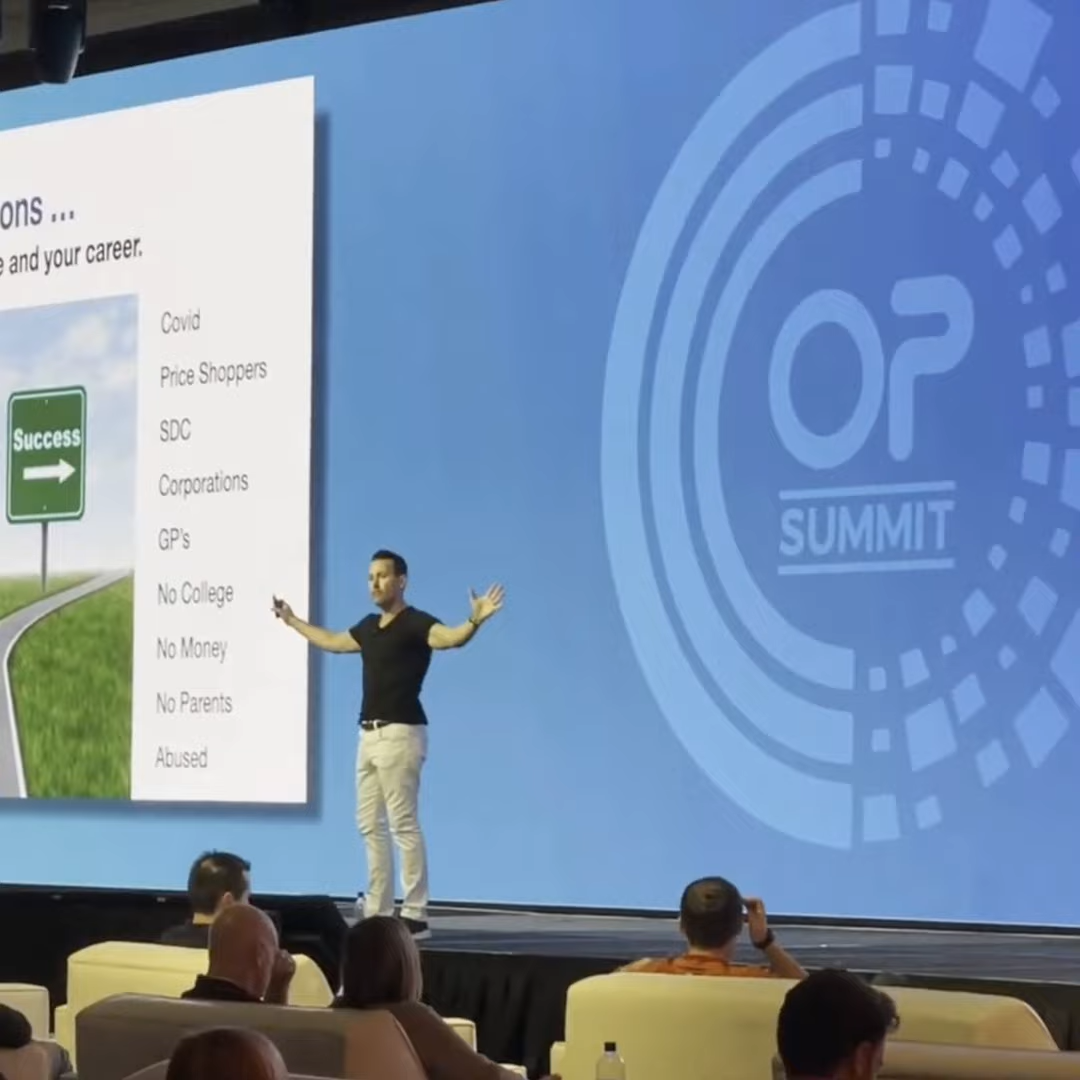 ons ...
e and your career.
Success
Covid
Price Shoppers
SDC
Corporations
GP's
No College
No Money
No Parents
Abused
OP
SUMMIT